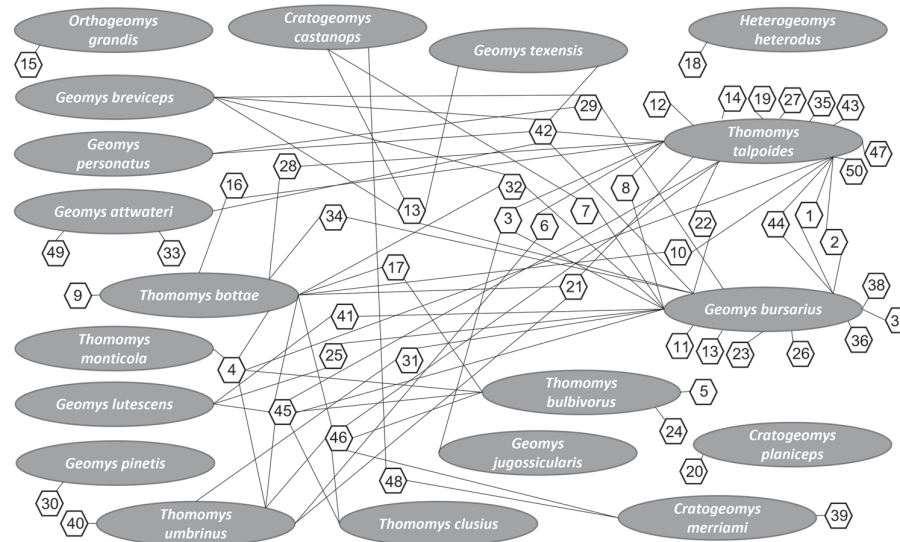 Orthogeomys
grandis
Cratogeomys
castanops
Geomys texensis
Heterogeomys
heterodus
15
18
Geomys breviceps
29
12
14
19
27
35
43
42
Thomomys
talpoides
Geomys
personatus
28
47
50
16
32
8
Geomys attwateri
34
13
3
6
7
22
44
1
2
49
33
10
17
21
9
Thomomys bottae
38
Geomys bursarius
3
41
36
11
13
23
26
Thomomys
monticola
25
31
4
Geomys lutescens
45
Thomomys
bulbivorus
5
24
46
Geomys pinetis
Geomys
jugossicularis
Cratogeomys
planiceps
20
30
48
40
Thomomys
umbrinus
Thomomys clusius
Cratogeomys
merriami
39